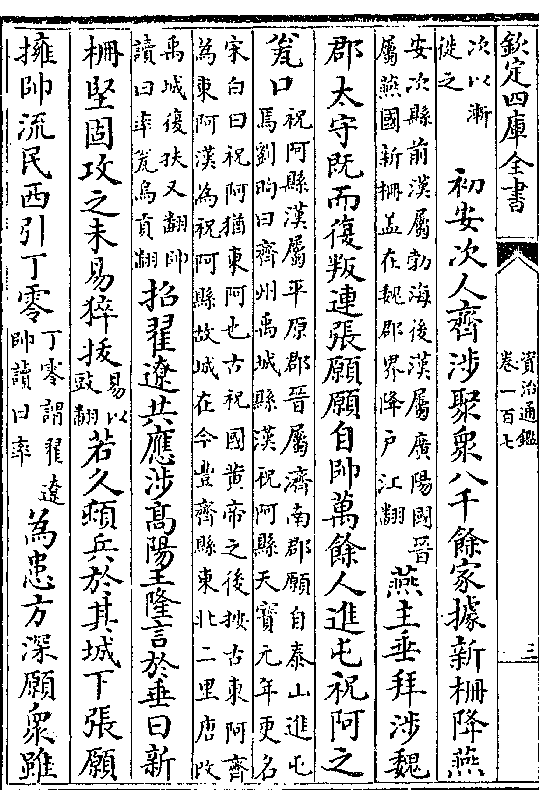 欽定四庫全書
資治通鑑
卷一百七
三
次以漸
徙之
初安次人齊涉聚衆八千餘家據新柵降燕
安次縣前漢屬勃海後漢屬廣陽國晉
屬燕國新柵蓋在魏郡界降戶江翻
燕主垂拜涉魏
郡太守既而復叛連張願願自帥萬餘人進屯祝阿之
瓮口
祝阿縣漢屬平原郡晉屬濟南郡願自泰山進屯
焉劉昫曰齊州禹城縣漢祝阿縣天寶元年更名
宋白曰祝阿猶東阿也古祝國黃帝之後按古東阿齊
為東阿漢為祝阿縣故城在今豐齊縣東北二里唐改
禹城復扶又翻帥
讀曰率瓮烏貢翻
招翟遼共應涉高陽王隆言於垂曰新
柵堅固攻之未易猝拔
易以
豉翻
若久頓兵於其城下張願
擁帥流民西引丁零
丁零謂翟遼
帥讀曰率
為患方深願衆雖